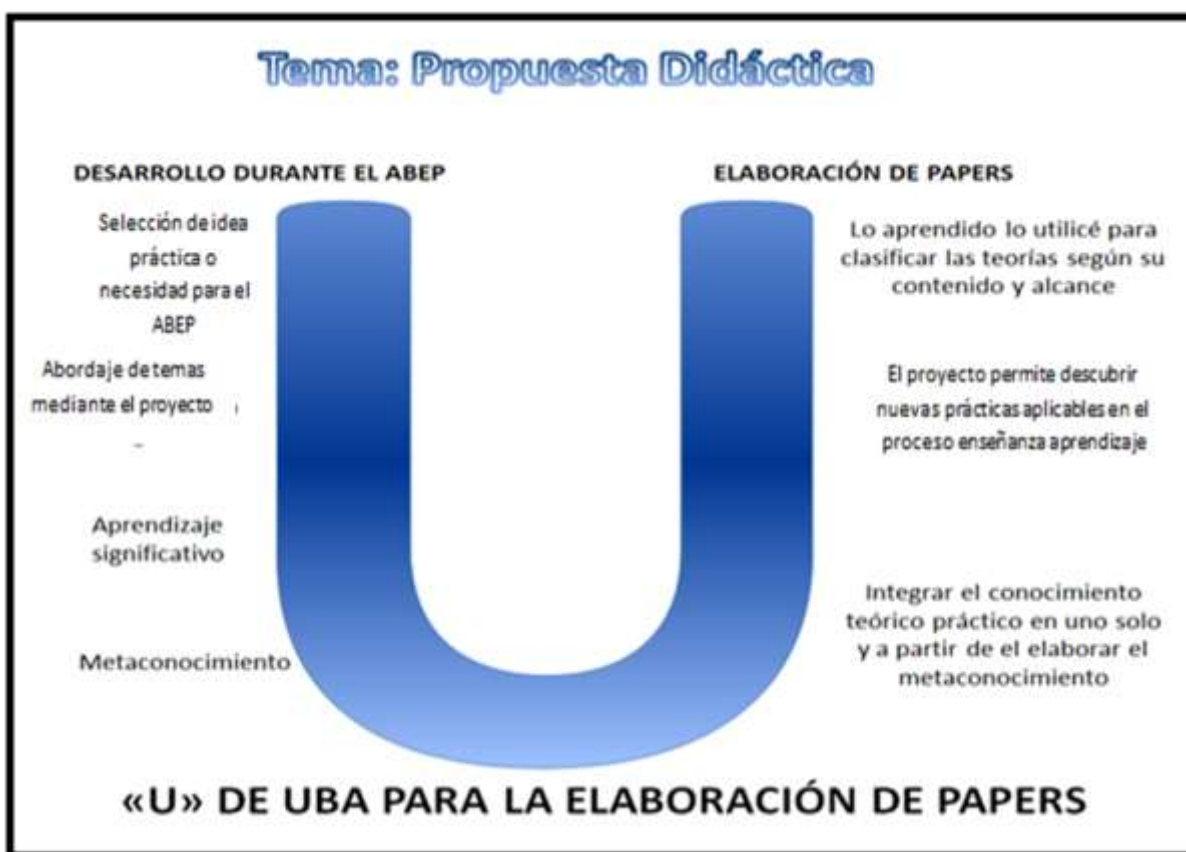 Tema: Propuesta Didáctica
DESARROLLO DURANTE EL ABEP
Selección de idea
práctica o
necesidad para el
ABEP
Abordaje de temas
mediante el proyecto
Aprendizaje
significativo
Metaconocimiento
ELABORACIÓN DE PAPERS
Lo aprendido lo utilicé para
clasificar las teorías según su
contenido y alcance
El proyecto permite descubrir
nuevas prácticas aplicables en el
proceso enseñanza aprendizaje
Integrar el conocimiento
teórico práctico en uno solo
y a partir de el elaborar el
metaconocimiento
U
«U» DE UBA PARA LA ELABORACIÓN DE PAPERS